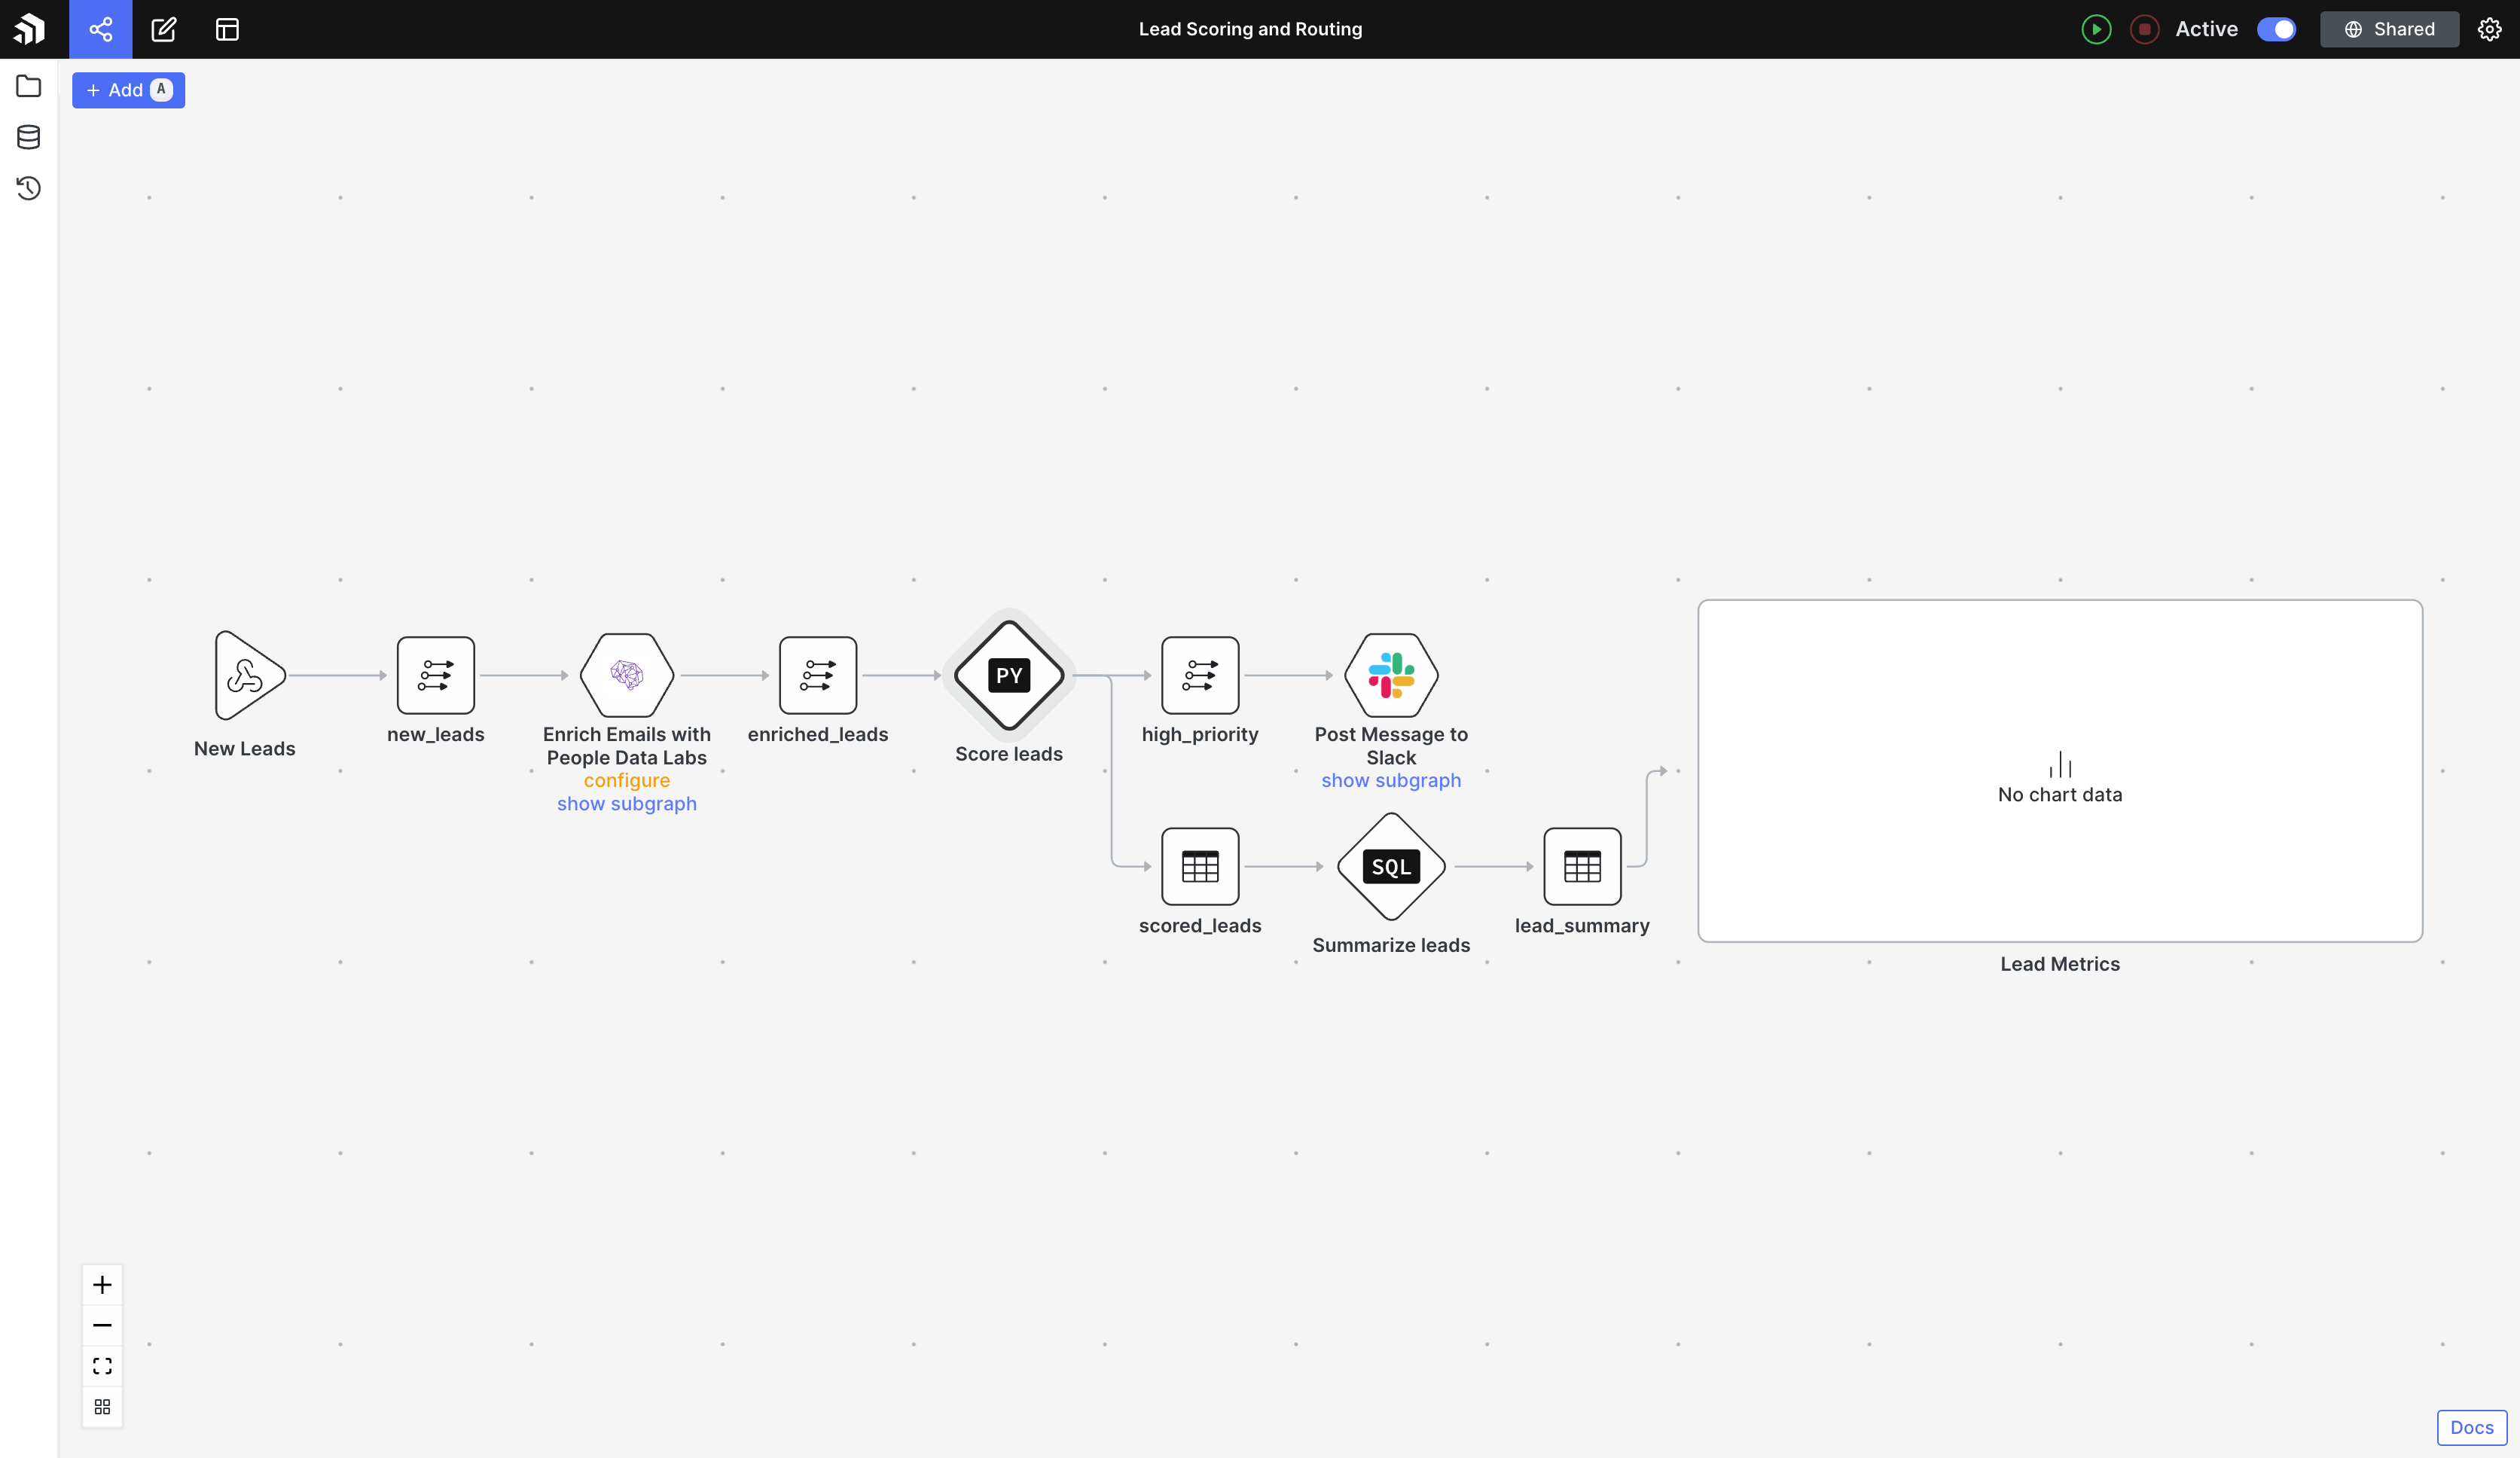 Lead Scoring and Routing
Active
Shared
+ Add A
New Leads
new_leads
Enrich Emails with
People Data Labs
configure
show subgraph
enriched_leads
PY
Score leads
high_priority
Post Message to
Slack
show subgraph
scored_leads
SQL
Summarize leads
lead_summary
No chart data
Lead Metrics
Docs